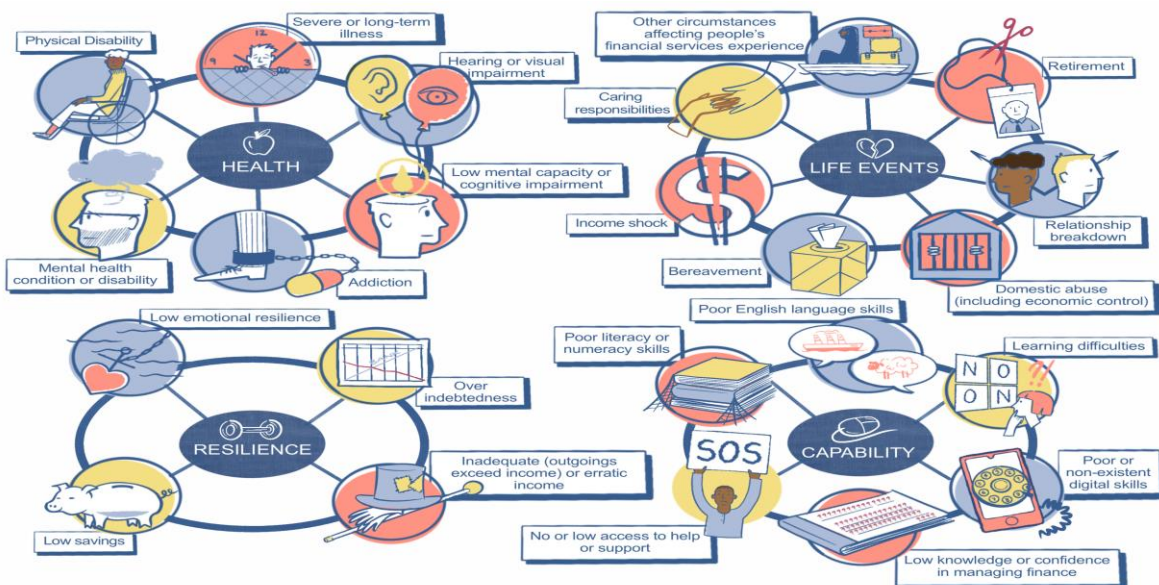 Physical Disability
Severe or long-term
illness
12
9
3
Hearing or visual
impairment
HEALTH
Low mental capacity or
cognitive impairment
Mental health
condition or disability
Addiction
Other circumstances
affecting people's
financial services experience
go
Retirement
Caring
responsibilities
LIFE EVENTS
Income shock
Relationship
breakdown
Bereavement
Domestic abuse
(including economic control)
Low emotional resilience
Over
indebtedness
RESILIENCE
Inadequate (outgoings
exceed income) or erratic
income
Low savings
Poor English language skills
Poor literacy or
numeracy skills
Learning difficulties
N O
O N
!!
SOS
CAPABILITY
Poor or
non-existent
digital skills
No or low access to help
or support
Low knowledge or confidence
in managing finance